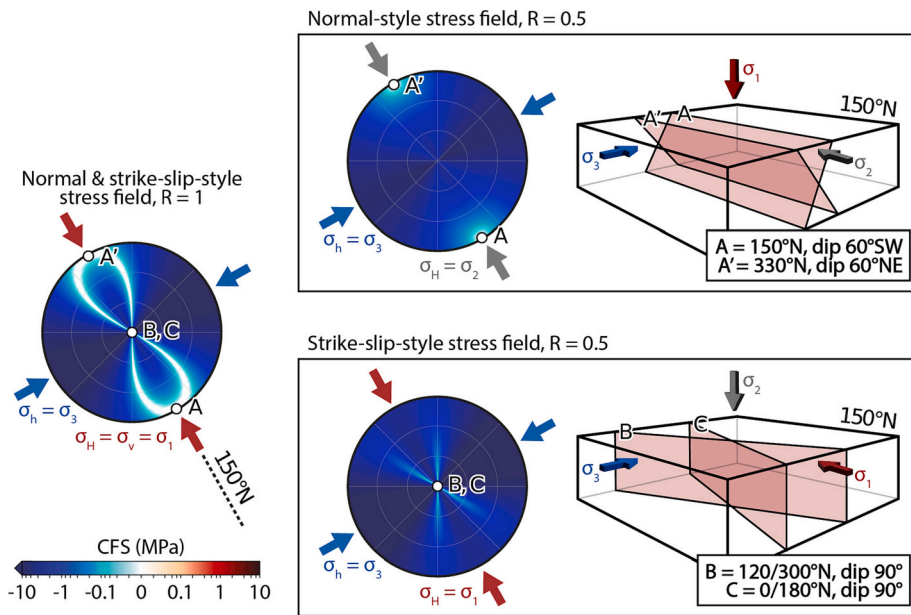 Normal-style stress field, R = 0.5
A'
A
σH = σ2
σh = σ3
σ1
150°N
A'
A
σ3
σ2
A = 150°N, dip 60°SW
A' = 330°N, dip 60°NE
Normal & strike-slip-style
stress field, R = 1
A'
B, C
A
σh = σ3
σH = σv = σ1
150°N
CFS (MPa)
-10 -1 -0.1 0 0.1 1 10
Strike-slip-style stress field, R = 0.5
B, C
σh = σ3
σH = σ1
σ2
150°N
B
C
σ3
σ1
B = 120/300°N, dip 90°
C = 0/180°N, dip 90°